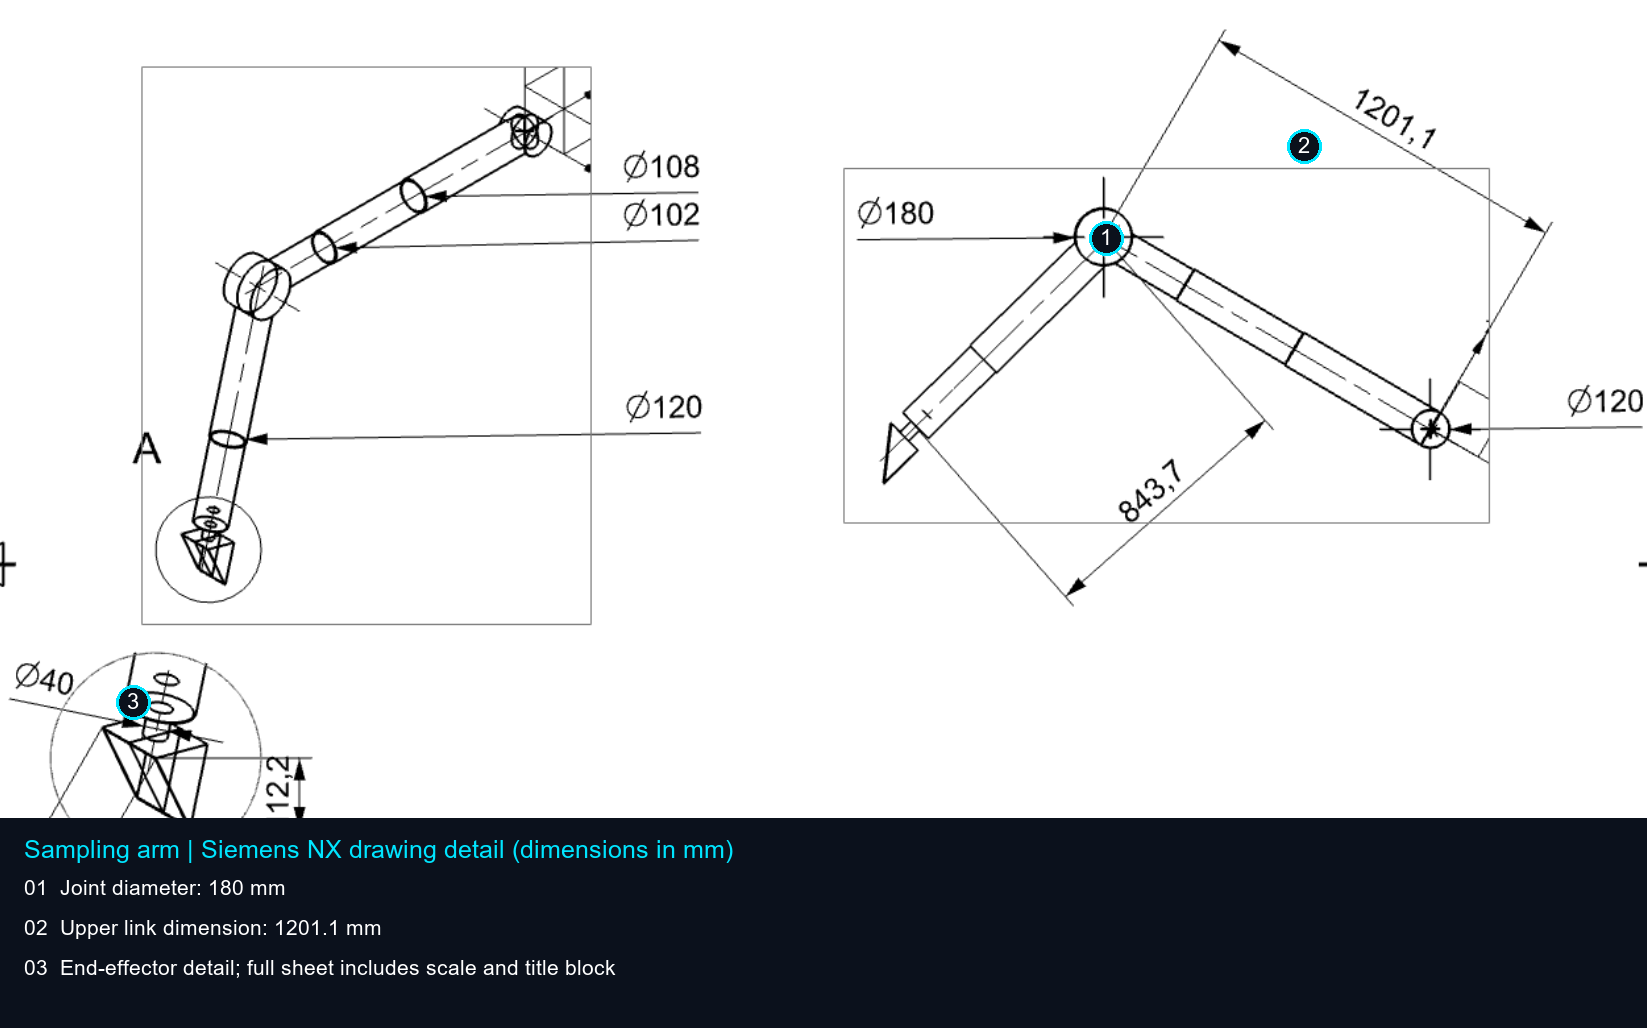 Ø108
Ø102
Ø120
A
1201,1
2
Ø180
1
Ø120
843,7
Ø40
3
12,2
Sampling arm | Siemens NX drawing detail (dimensions in mm)
01 Joint diameter: 180 mm
02 Upper link dimension: 1201.1 mm
03 End-effector detail; full sheet includes scale and title block